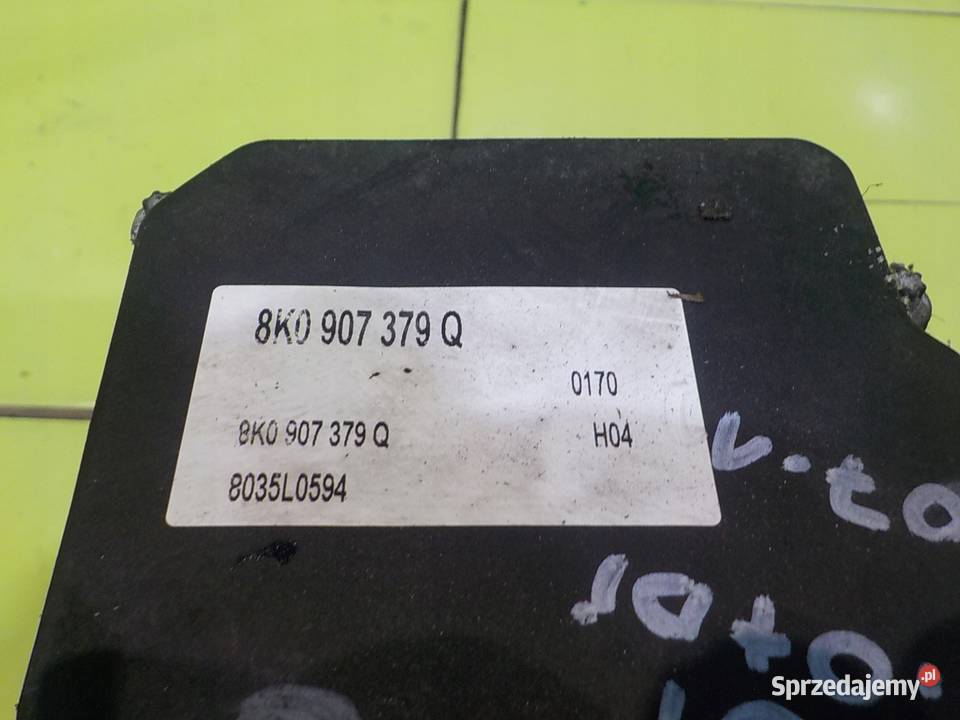 8K0 907 379 Q
0170
8K0 907 379 Q H04
8035L0594
Sprzedajemy.pl